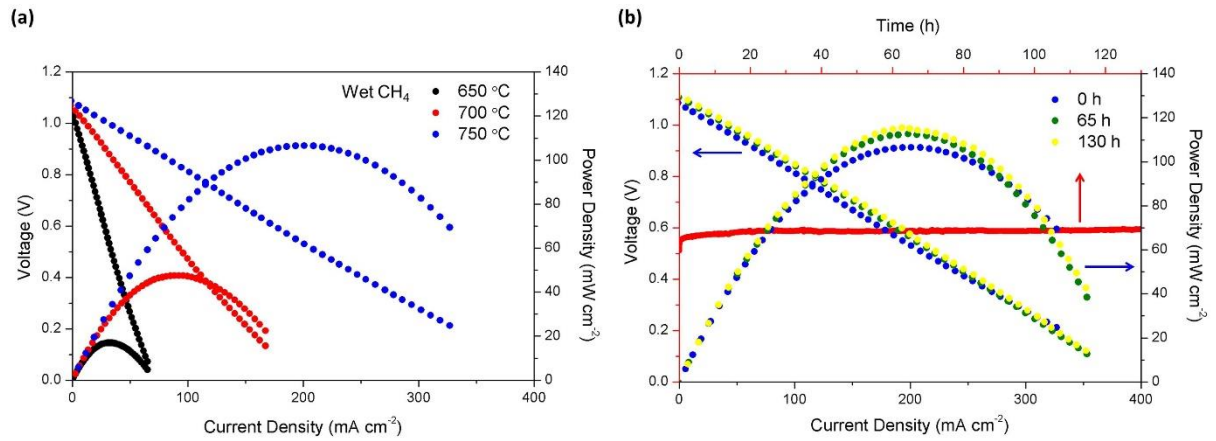 (a)
Wet CH₄
650 °C
700 °C
750 °C
1.2
1.0
0.8
0.6
0.4
0.2
0.0
Voltage (V)
140
120
100
80
60
40
20
0
Power Density (mW cm⁻²)
0 100 200 300 400
Current Density (mA cm⁻²)
(b)
Time (h)
0 20 40 60 80 100 120
0 h
65 h
130 h
1.2
1.0
0.8
0.6
0.4
0.2
0.0
Voltage (V)
140
120
100
80
60
40
20
0
Power Density (mW cm⁻²)
0 100 200 300 400
Current Density (mA cm⁻²)